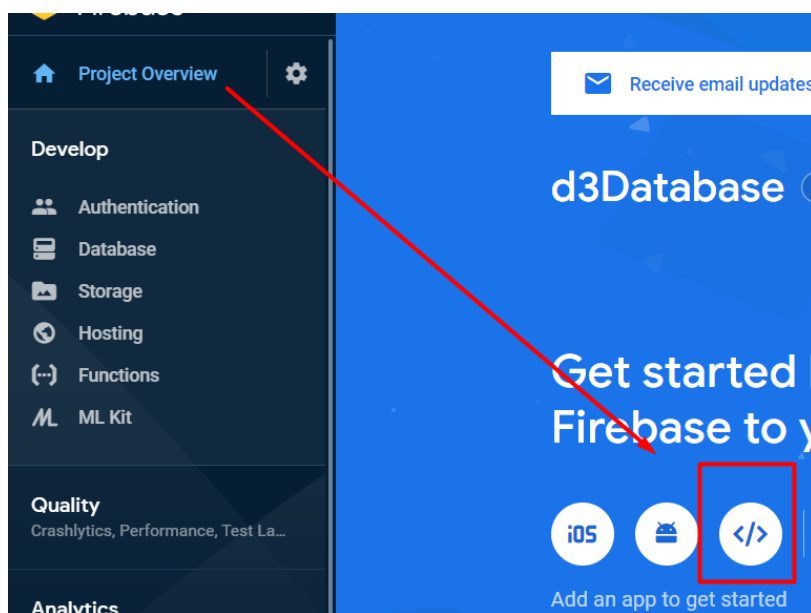 Project Overview
Develop
Authentication
Database
Storage
Hosting
Functions
ML Kit
Quality
Crashlytics, Performance, Test La...
Analytics
Receive email updates
d3Database
Get started
Firebase to
iOS
</>
Add an app to get started